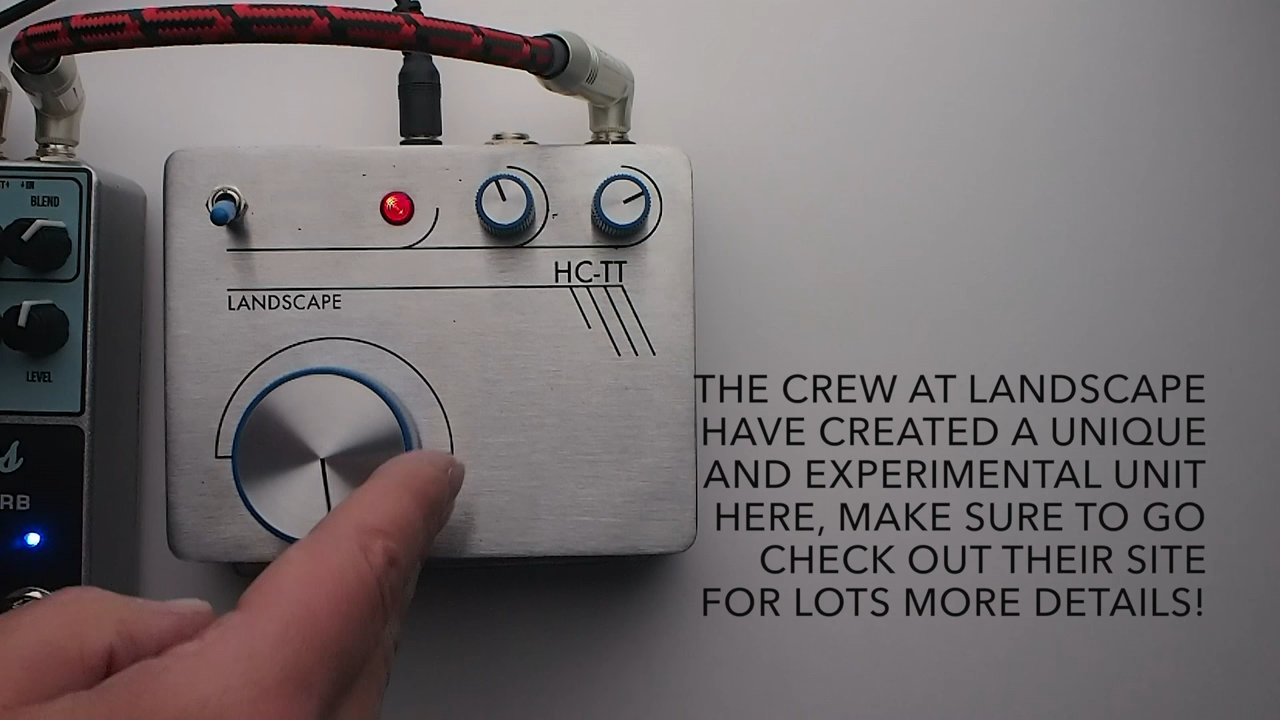 BLEND
LEVEL
RB
HC-TT
LANDSCAPE
THE CREW AT LANDSCAPE
HAVE CREATED A UNIQUE
AND EXPERIMENTAL UNIT
HERE, MAKE SURE TO GO
CHECK OUT THEIR SITE
FOR LOTS MORE DETAILS!